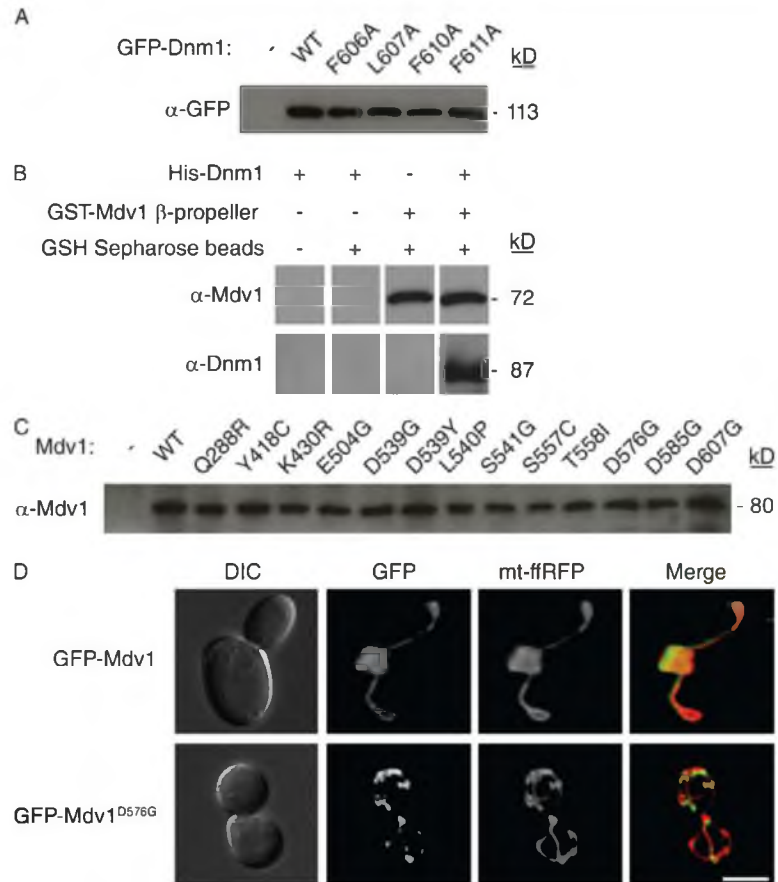 A
GFP-Dnm1: - WT F606A L607A F610A F611A kD
α-GFP - 113
B
His-Dnm1 + + - +
GST-Mdv1 β-propeller - - + +
GSH Sepharose beads - + + + kD
α-Mdv1 - 72
α-Dnm1 - 87
C
Mdv1: - WT Q288R Y418C K430R E504G D539G D539Y L540P S541G S557C T558I D576G D585G D607G kD
α-Mdv1 - 80
D
DIC GFP mt-ffRFP Merge
GFP-Mdv1
GFP-Mdv1D576G